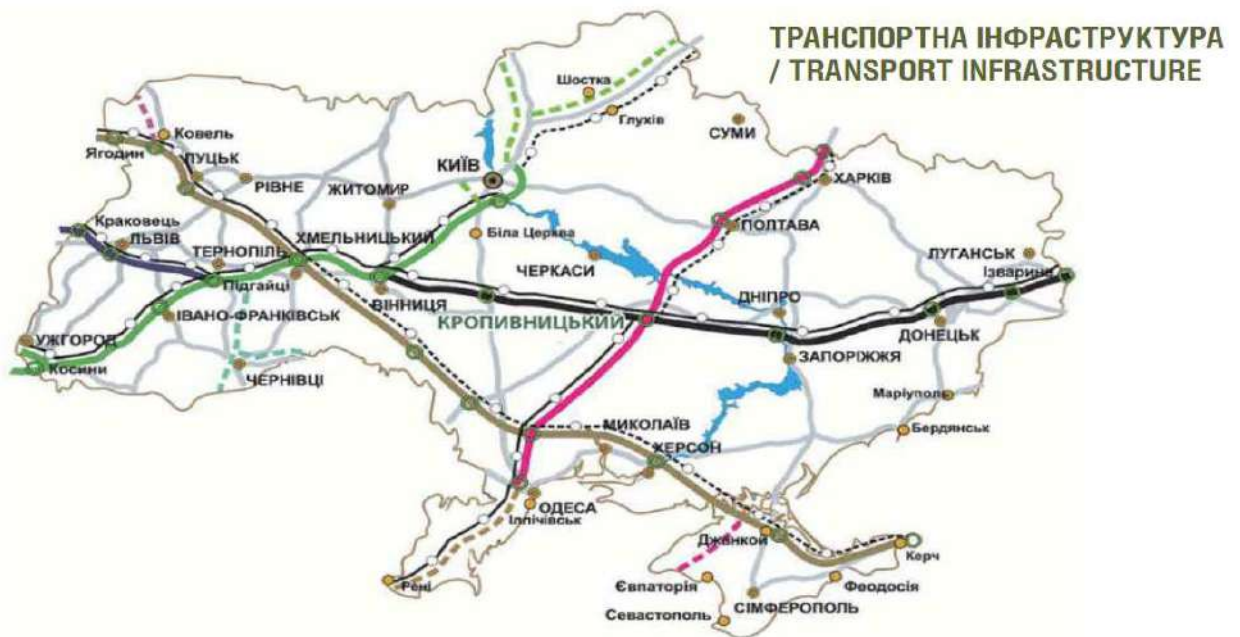 ТРАНСПОРТНА ІНФРАСТРУКТУРА
/ TRANSPORT INFRASTRUCTURE
Шостка
Глухів
СУМИ
Ковель
Ягодин
ЛУЦЬК
РІВНЕ
КИЇВ
ЖИТОМИР
ХАРКІВ
Краковець
ЛЬВІВ
ТЕРНОПІЛЬ
ХМЕЛЬНИЦЬКИЙ
Біла Церква
ПОЛТАВА
ЧЕРКАСИ
ЛУГАНСЬК
Ізварине
Підгайці
ВІННИЦЯ
ДНІПРО
ІВАНО-ФРАНКІВСЬК
КРОПИВНИЦЬКИЙ
ДОНЕЦЬК
УЖГОРОД
Косини
ЧЕРНІВЦІ
ЗАПОРІЖЖЯ
Маріуполь
МИКОЛАЇВ
Бердянськ
ХЕРСОН
ОДЕСА
Іллічівськ
Джанкой
Керч
Рені
Євпаторія
Феодосія
СІМФЕРОПОЛЬ
Севастополь